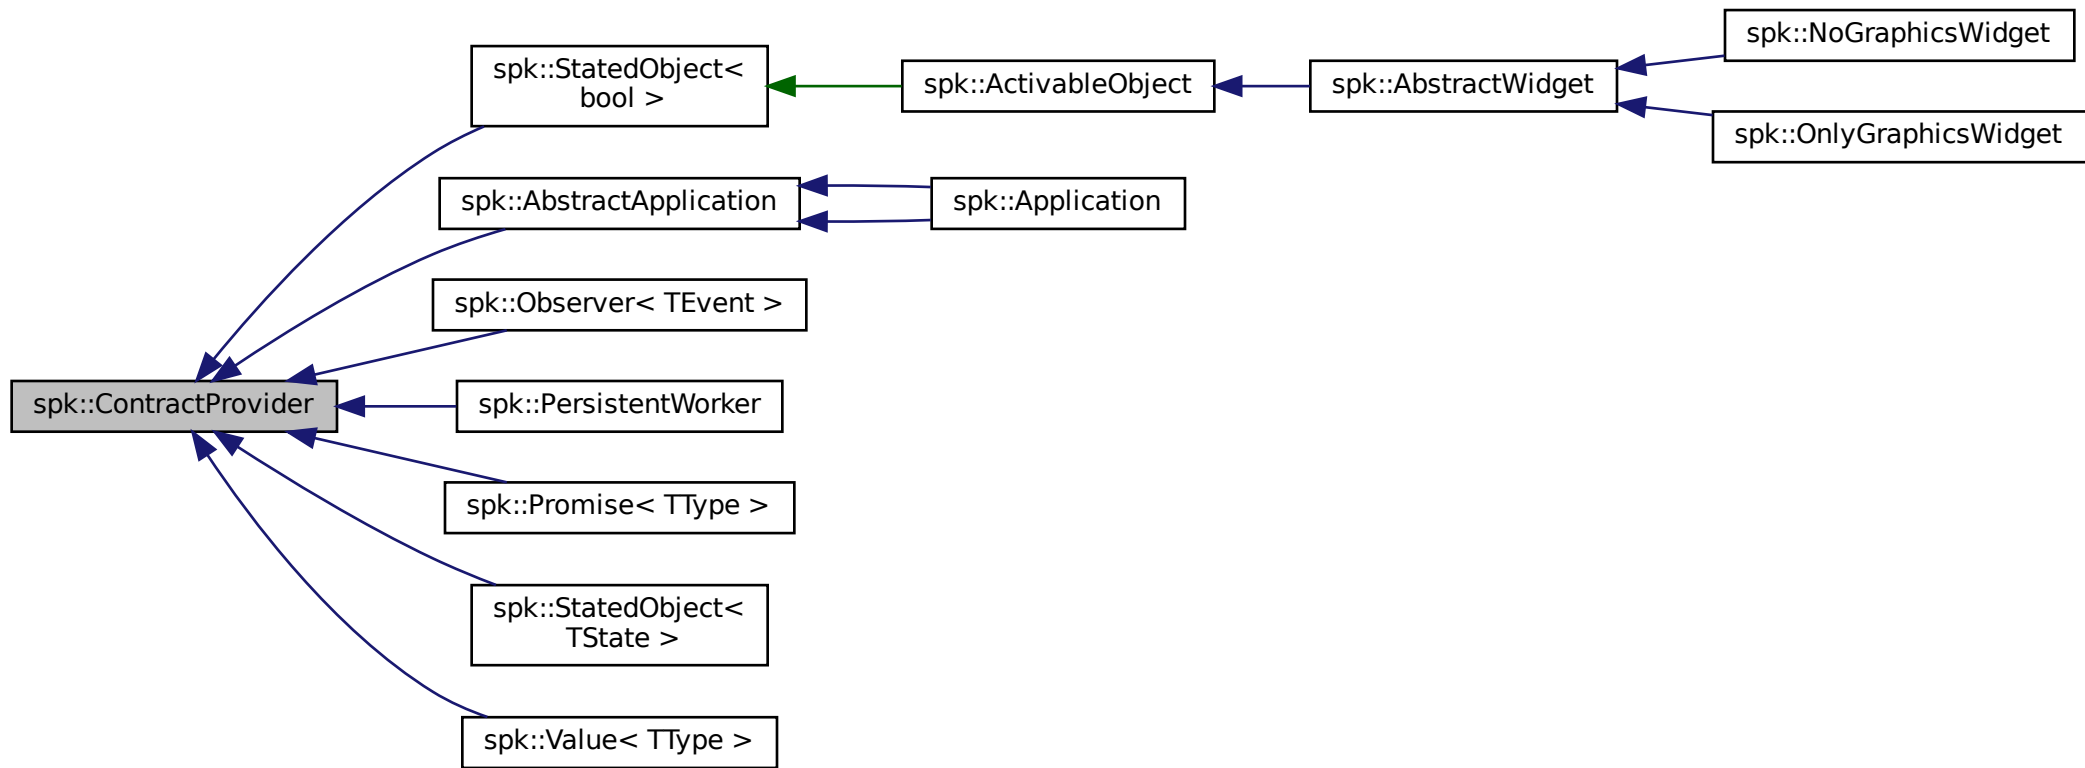 spk::NoGraphicsWidget
spk::StatedObject<
bool >
spk::ActivableObject
spk::AbstractWidget
spk::OnlyGraphicsWidget
spk::AbstractApplication
spk::Application
spk::Observer< TEvent >
spk::ContractProvider
spk::PersistentWorker
spk::Promise< TType >
spk::StatedObject<
TState >
spk::Value< TType >